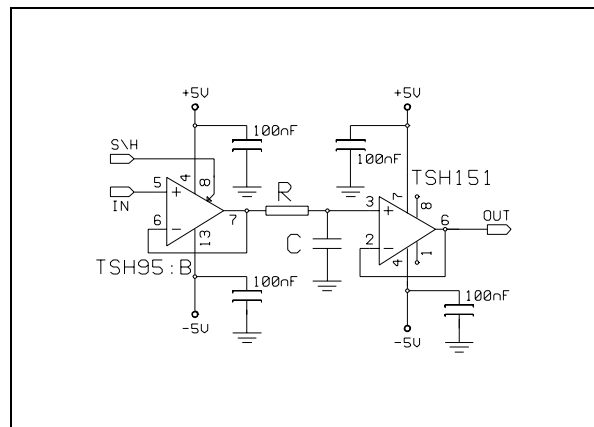 +5V
+5V
100nF
100nF
S\H
IN
4
8
5
+
6
-
7
13
TSH95:B
R
C
TSH151
7
8
3
+
2
-
6
4
1
OUT
100nF
100nF
-5V
-5V